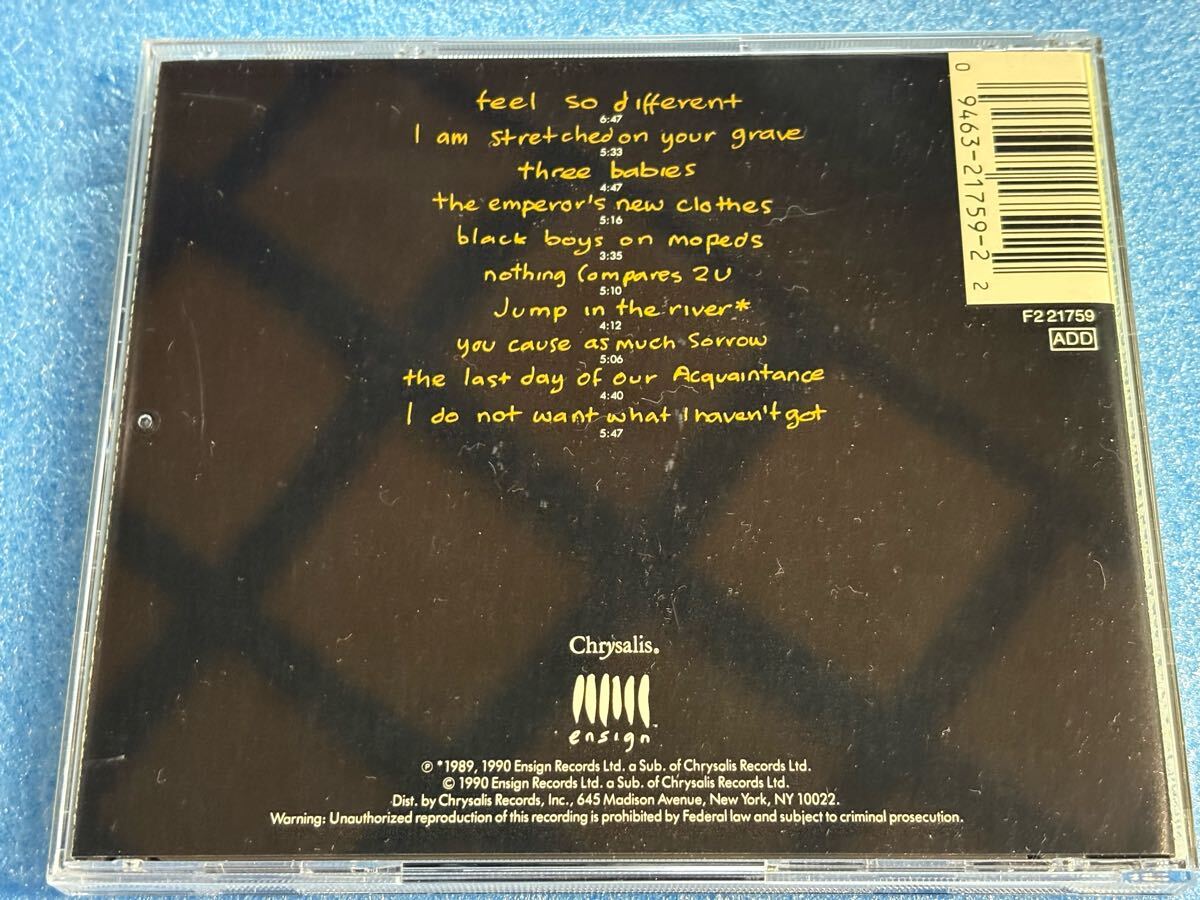 feel so different
6:47
I am stretched on your grave
5:33
three babies
4:47
the emperor's new clothes
5:16
black boys on mopeds
3:35
nothing Compares 2U
5:10
Jump in the river*
4:12
you cause as much Sorrow
5:06
the last day of our Acquaintance
4:40
I do not want what I haven't got
5:47
0 9463-21759-2 2
F2 21759
ADD
Chrysalis.
ensign™
℗ *1989, 1990 Ensign Records Ltd. a Sub. of Chrysalis Records Ltd.
© 1990 Ensign Records Ltd. a Sub. of Chrysalis Records Ltd.
Dist. by Chrysalis Records, Inc., 645 Madison Avenue, New York, NY 10022.
Warning: Unauthorized reproduction of this recording is prohibited by Federal law and subject to criminal prosecution.